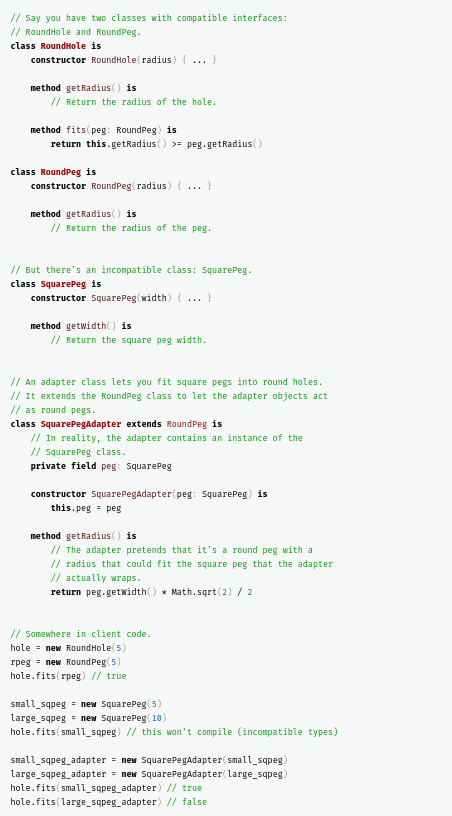 // Say you have two classes with compatible interfaces:
// RoundHole and RoundPeg.
class RoundHole is
    constructor RoundHole(radius) { ... }

    method getRadius() is
        // Return the radius of the hole.

    method fits(peg: RoundPeg) is
        return this.getRadius() >= peg.getRadius()

class RoundPeg is
    constructor RoundPeg(radius) { ... }

    method getRadius() is
        // Return the radius of the peg.


// But there's an incompatible class: SquarePeg.
class SquarePeg is
    constructor SquarePeg(width) { ... }

    method getWidth() is
        // Return the square peg width.


// An adapter class lets you fit square pegs into round holes.
// It extends the RoundPeg class to let the adapter objects act
// as round pegs.
class SquarePegAdapter extends RoundPeg is
    // In reality, the adapter contains an instance of the
    // SquarePeg class.
    private field peg: SquarePeg

    constructor SquarePegAdapter(peg: SquarePeg) is
        this.peg = peg

    method getRadius() is
        // The adapter pretends that it's a round peg with a
        // radius that could fit the square peg that the adapter
        // actually wraps.
        return peg.getWidth() * Math.sqrt(2) / 2


// Somewhere in client code.
hole = new RoundHole(5)
rpeg = new RoundPeg(5)
hole.fits(rpeg) // true

small_sqpeg = new SquarePeg(5)
large_sqpeg = new SquarePeg(10)
hole.fits(small_sqpeg) // this won't compile (incompatible types)

small_sqpeg_adapter = new SquarePegAdapter(small_sqpeg)
large_sqpeg_adapter = new SquarePegAdapter(large_sqpeg)
hole.fits(small_sqpeg_adapter) // true
hole.fits(large_sqpeg_adapter) // false